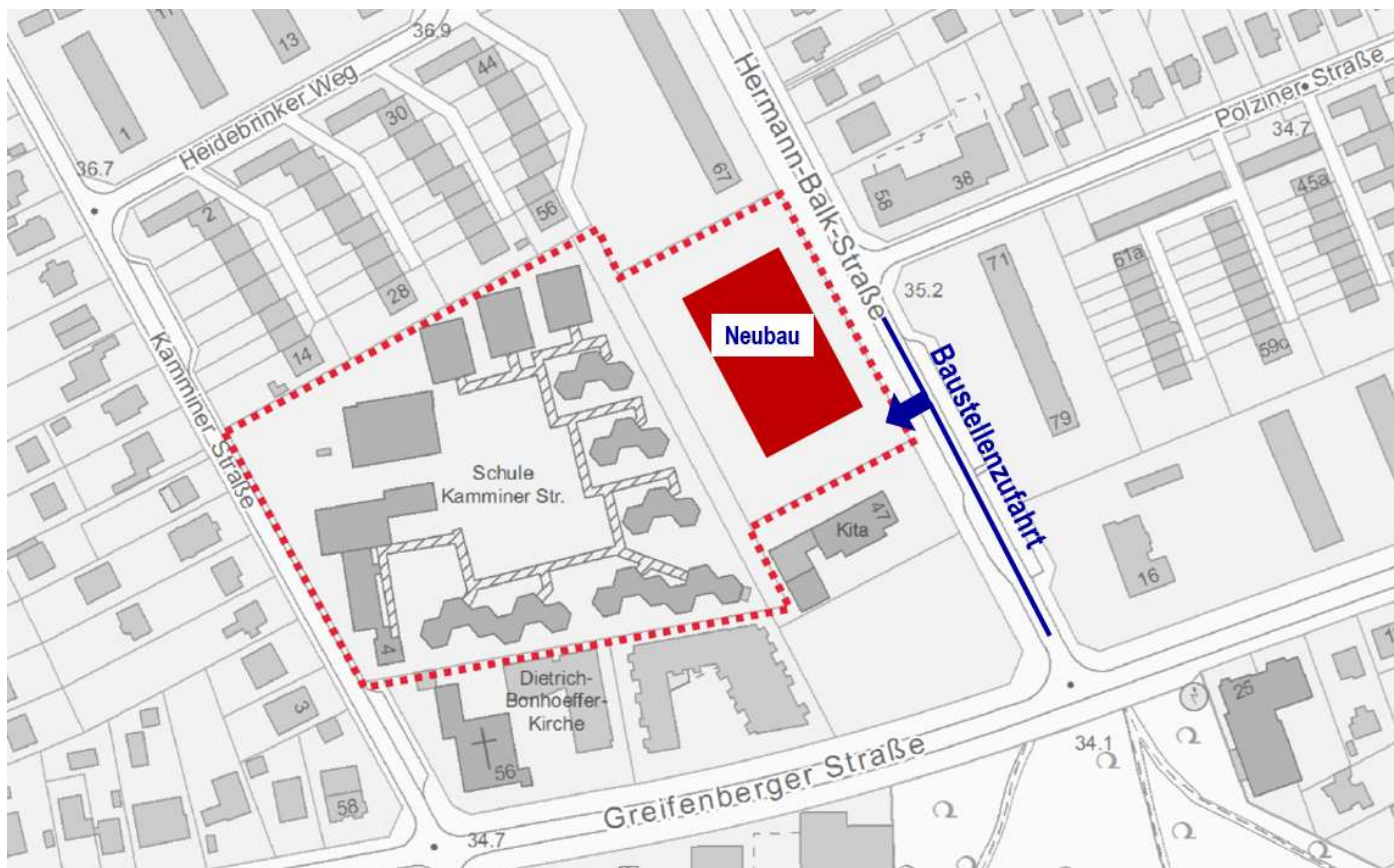 13
36.9
44
1
Heidebrinker Weg
30
36.7
2
56
28
14
67
Hermann-Balk-Straße
Polziner Straße
34.7
58
36
45a
71
61a
35.2
59c
79
Neubau
Baustellenzufahrt
Kamminer Straße
Schule
Kamminer Str.
47
Kita
16
4
3
Dietrich-
Bonhoeffer-
Kirche
56
58
34.7
Greifenberger Straße
34.1
25